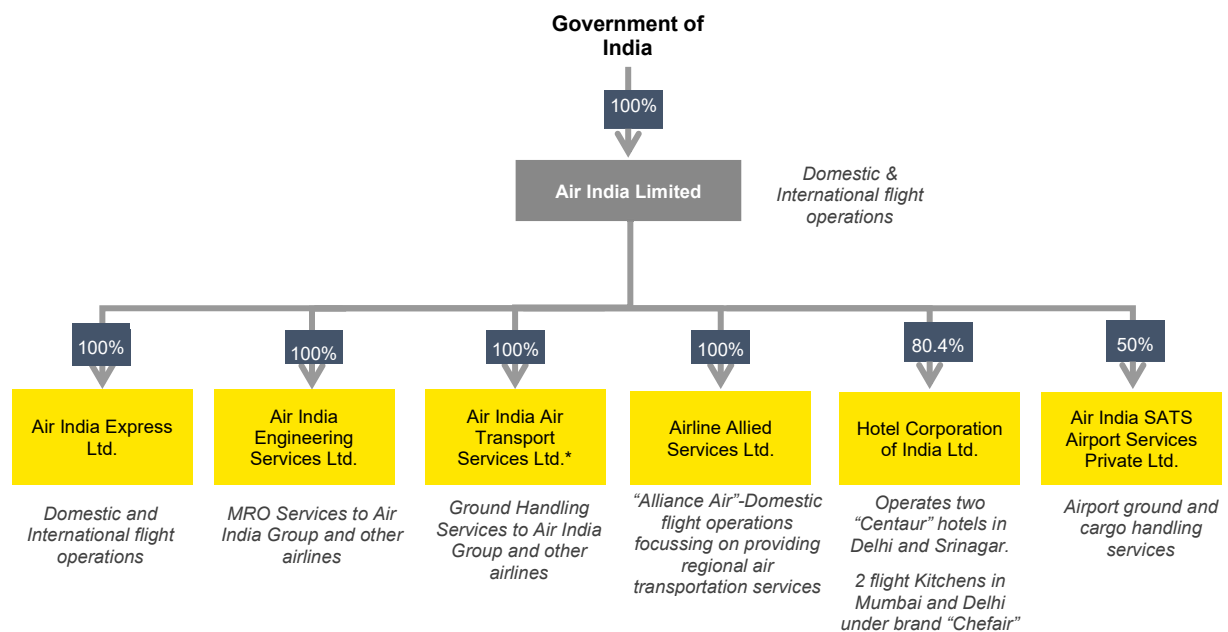 Government of
India
100%
Air India Limited
Domestic &
International flight
operations
100%
100%
100%
100%
80.4%
50%
Air India Express
Ltd.
Air India
Engineering
Services Ltd.
Air India Air
Transport
Services Ltd.*
Airline Allied
Services Ltd.
Hotel Corporation
of India Ltd.
Air India SATS
Airport Services
Private Ltd.
Domestic and
International flight
operations
MRO Services to Air
India Group and other
airlines
Ground Handling
Services to Air India
Group and other
airlines
“Alliance Air”-Domestic
flight operations
focussing on providing
regional air
transportation services
Operates two
“Centaur” hotels in
Delhi and Srinagar.
2 flight Kitchens in
Mumbai and Delhi
under brand “Chefair”
Airport ground and
cargo handling
services